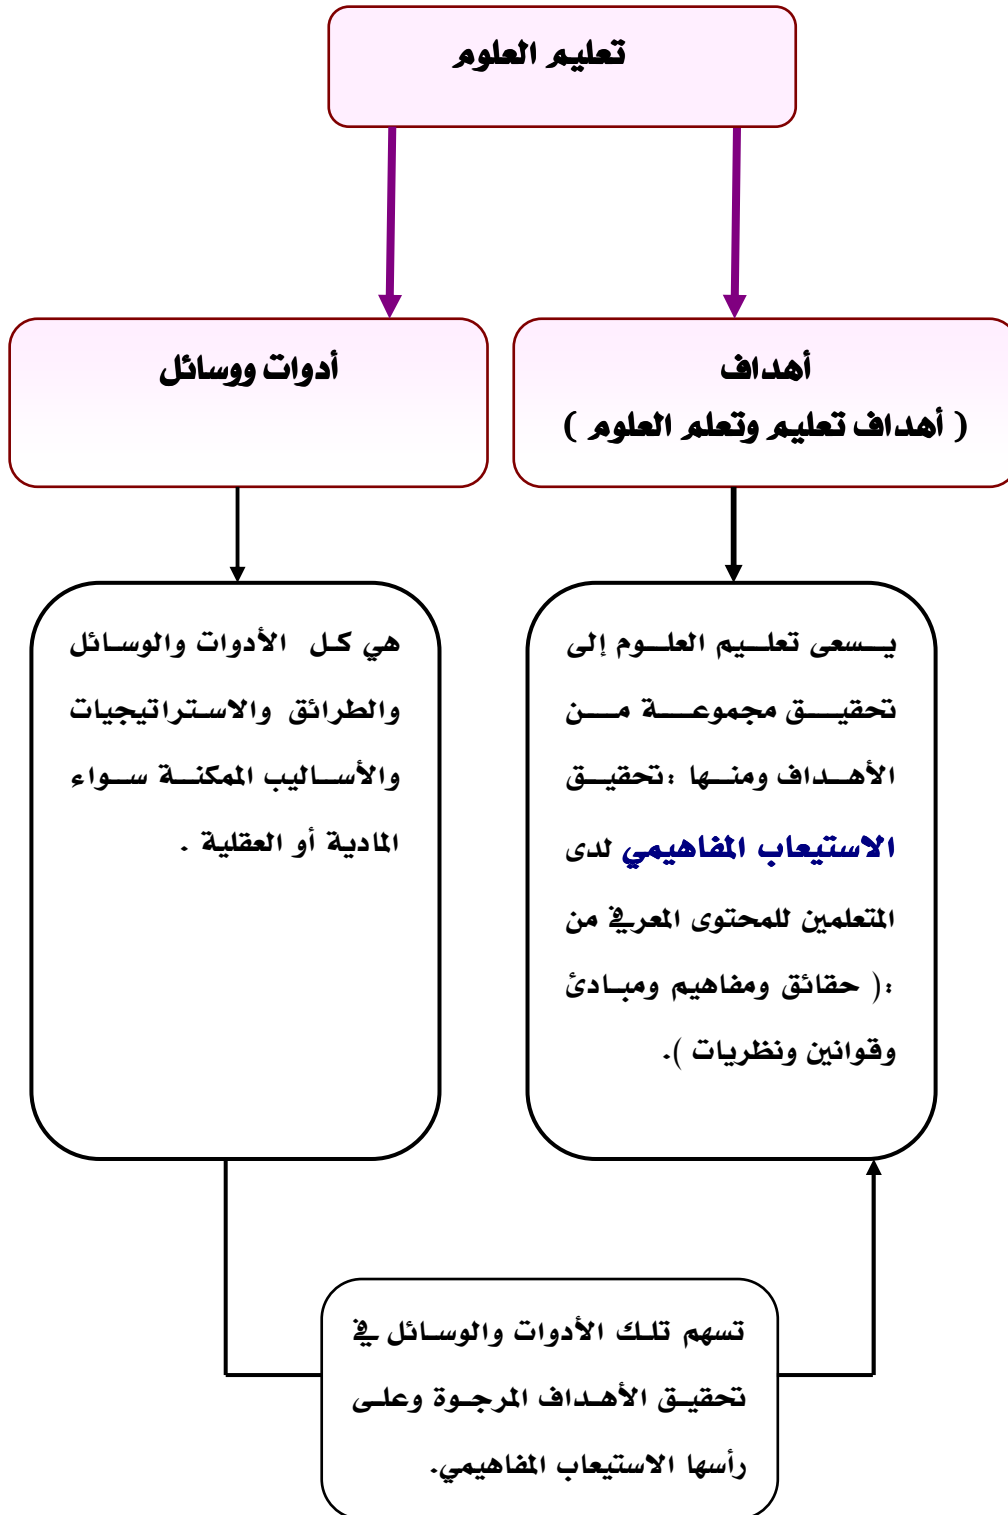 تعليم العلوم
أهداف
( أهداف تعليم وتعلم العلوم )
أدوات ووسائل
يسعى تعليم العلوم إلى
تحقيق مجموعة من
الأهداف ومنها :تحقيق
الاستيعاب المفاهيمي لدى
المتعلمين للمحتوى المعرفي من
:( حقائق ومفاهيم ومبادئ
وقوانين ونظريات ).
هي كل الأدوات والوسائل
والطرائق والاستراتيجيات
والأساليب الممكنة سواء
المادية أو العقلية .
تسهم تلك الأدوات والوسائل في
تحقيق الأهداف المرجوة وعلى
رأسها الاستيعاب المفاهيمي.